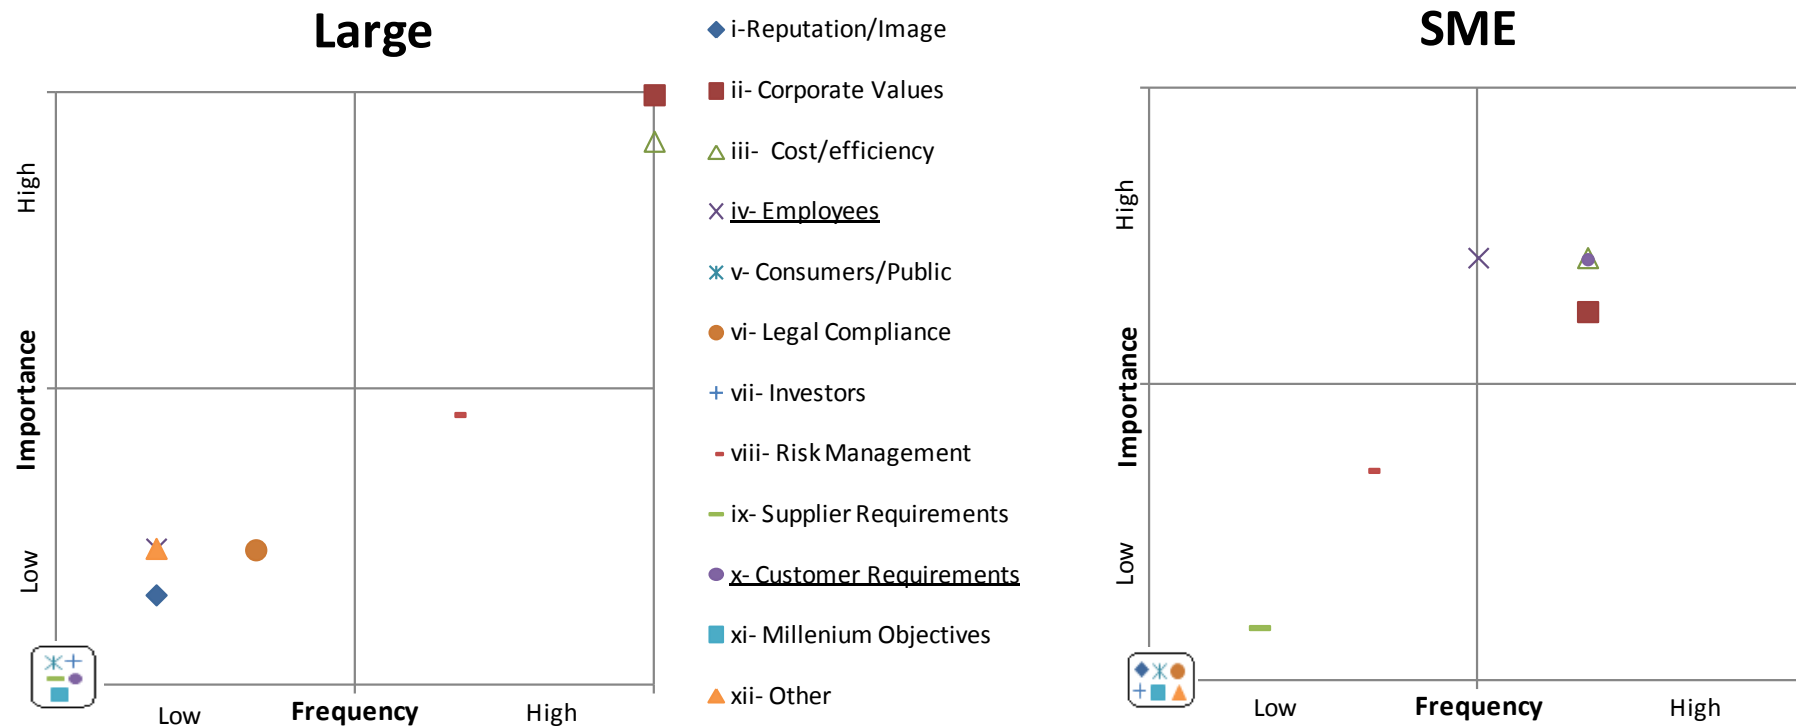 Large
High
Importance
Low
Low
Frequency
High
i-Reputation/Image
ii- Corporate Values
iii- Cost/efficiency
iv- Employees
v- Consumers/Public
vi- Legal Compliance
vii- Investors
viii- Risk Management
ix- Supplier Requirements
x- Customer Requirements
xi- Millenium Objectives
xii- Other
SME
High
Importance
Low
Low
Frequency
High